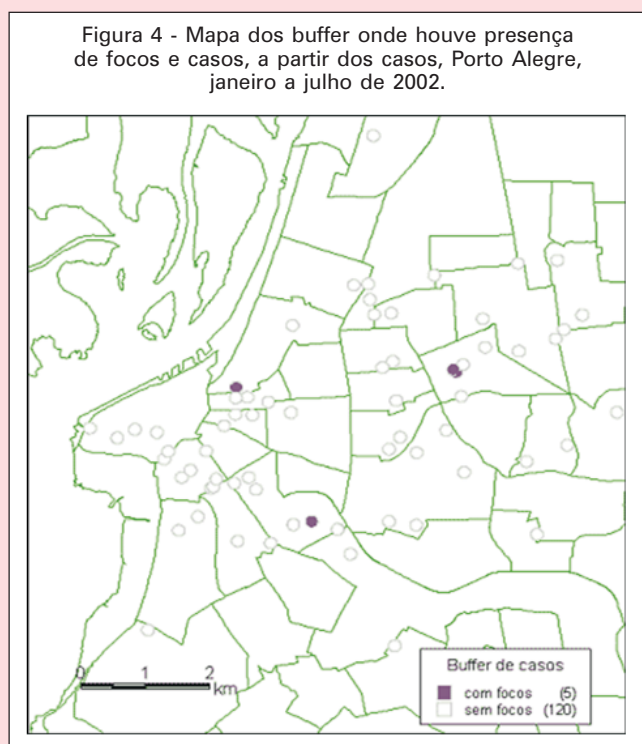 Figura 4 - Mapa dos buffer onde houve presença
de focos e casos, a partir dos casos, Porto Alegre,
janeiro a julho de 2002.
0 1 2
km
Buffer de casos
com focos (5)
sem focos (120)